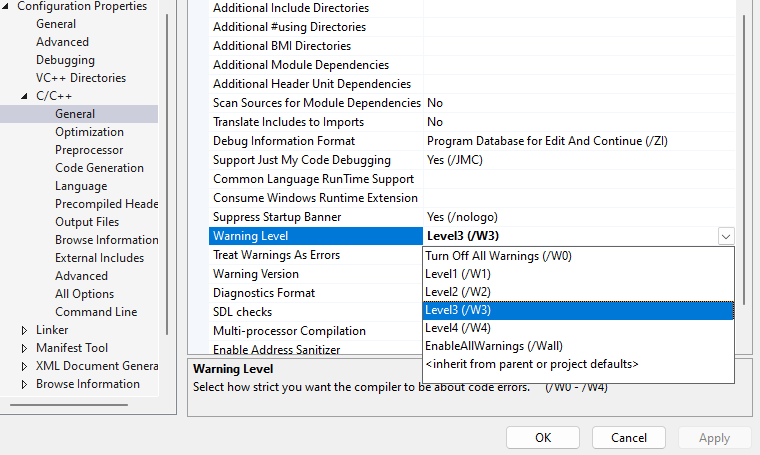 Configuration Properties
General
Advanced
Debugging
VC++ Directories
C/C++
General
Optimization
Preprocessor
Code Generation
Language
Precompiled Heade
Output Files
Browse Information
External Includes
Advanced
All Options
Command Line
Linker
Manifest Tool
XML Document Genera
Browse Information
Additional Include Directories
Additional #using Directories
Additional BMI Directories
Additional Module Dependencies
Additional Header Unit Dependencies
Scan Sources for Module Dependencies No
Translate Includes to Imports No
Debug Information Format Program Database for Edit And Continue (/ZI)
Support Just My Code Debugging Yes (/JMC)
Common Language RunTime Support
Consume Windows Runtime Extension
Suppress Startup Banner Yes (/nologo)
Warning Level Level3 (/W3)
Treat Warnings As Errors
Warning Version
Diagnostics Format
SDL checks
Multi-processor Compilation
Enable Address Sanitizer
Turn Off All Warnings (/W0)
Level1 (/W1)
Level2 (/W2)
Level3 (/W3)
Level4 (/W4)
EnableAllWarnings (/Wall)
<inherit from parent or project defaults>
Warning Level
Select how strict you want the compiler to be about code errors. (/W0 - /W4)
OK Cancel Apply